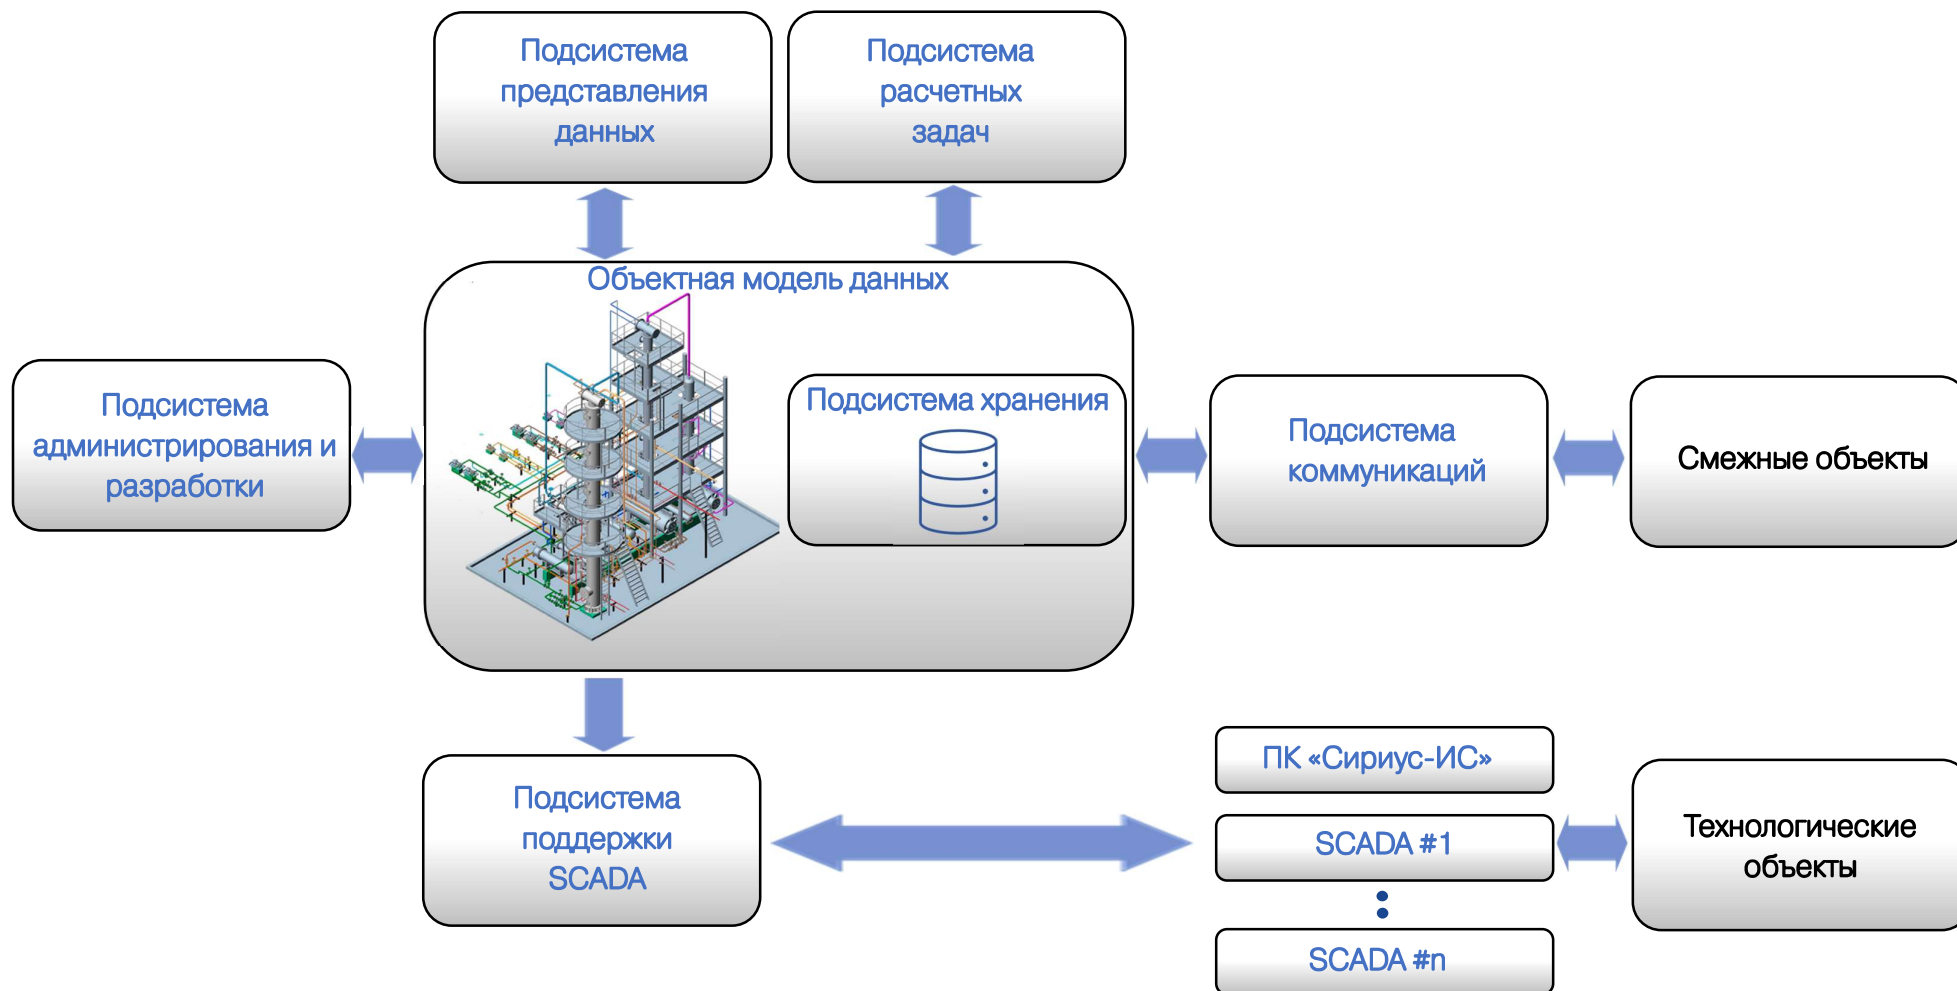 Подсистема
представления
данных
Подсистема
расчетных
задач
Объектная модель данных
Подсистема
администрирования и
разработки
Подсистема хранения
Подсистема
коммуникаций
Смежные объекты
Подсистема
поддержки
SCADA
ПК «Сириус-ИС»
SCADA #1
SCADA #n
Технологические
объекты